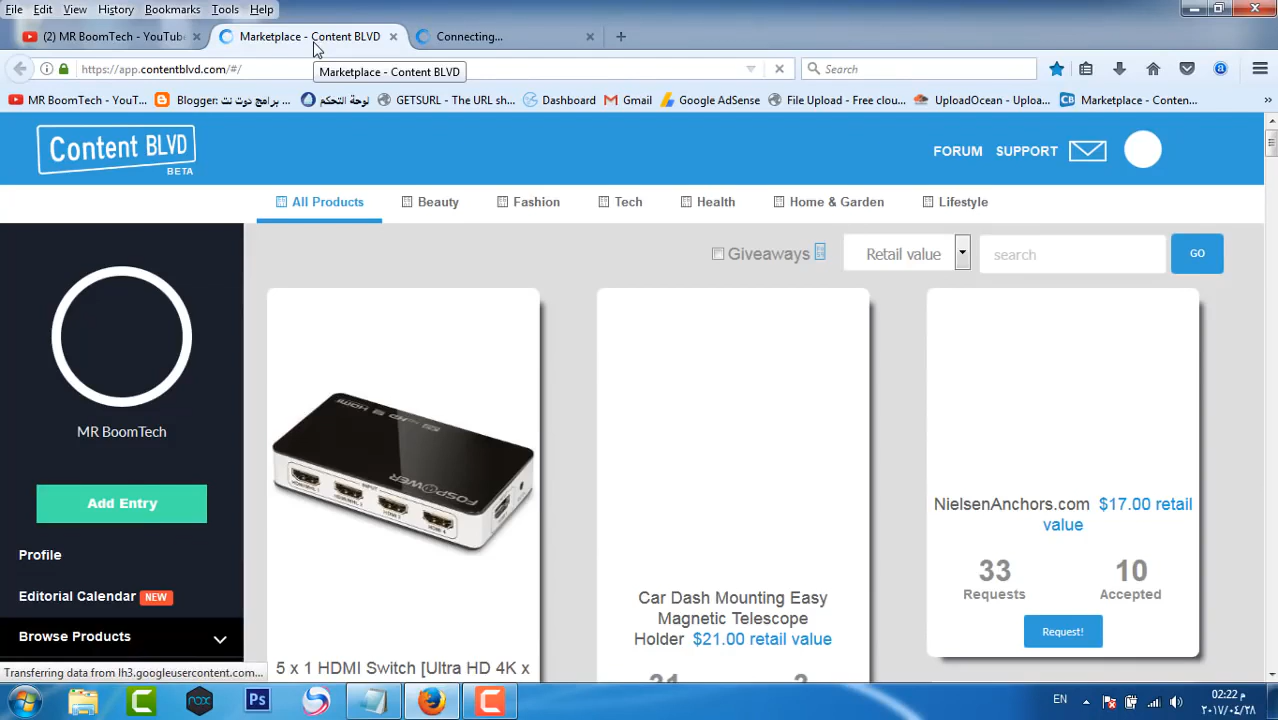 File Edit View History Bookmarks Tools Help
(2) MR BoomTech - YouTube
Marketplace - Content BLVD
Connecting...
https://app.contentblvd.com/#/
Marketplace - Content BLVD
Search
MR BoomTech - YouT...
Blogger: برامج دوت نت ...
لوحة التحكم
GETSURL - The URL sh...
Dashboard
Gmail
Google AdSense
File Upload - Free clou...
UploadOcean - Uploa...
Marketplace - Conten...
Content BLVD
BETA
FORUM SUPPORT
All Products Beauty Fashion Tech Health Home & Garden Lifestyle
Giveaways
Retail value
search
GO
MR BoomTech
Add Entry
Profile
Editorial Calendar NEW
Browse Products
FOSPOWER
INPUT
5 x 1 HDMI Switch [Ultra HD 4K x
Car Dash Mounting Easy
Magnetic Telescope
Holder $21.00 retail value
NielsenAnchors.com $17.00 retail
value
33 10
Requests Accepted
Request!
Transferring data from lh3.googleusercontent.com...
nox
Ps
EN
02:22 م
٢٠١٧/٠٤/٢٨